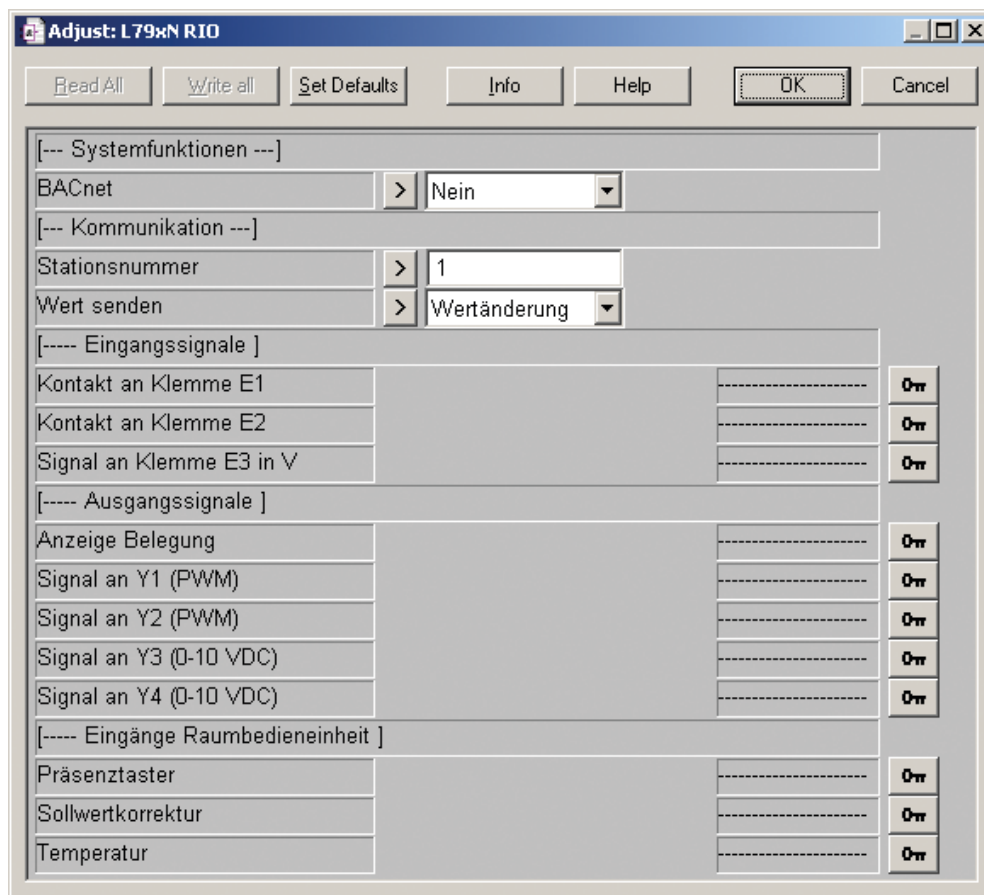 Adjust: L79xN RIO
Read All Write all Set Defaults Info Help OK Cancel
[--- Systemfunktionen ---]
BACnet > Nein
[--- Kommunikation ---]
Stationsnummer > 1
Wert senden > Wertänderung
[----- Eingangssignale ]
Kontakt an Klemme E1 ----------------------
Kontakt an Klemme E2 ----------------------
Signal an Klemme E3 in V ----------------------
[----- Ausgangssignale ]
Anzeige Belegung ----------------------
Signal an Y1 (PWM) ----------------------
Signal an Y2 (PWM) ----------------------
Signal an Y3 (0-10 VDC) ----------------------
Signal an Y4 (0-10 VDC) ----------------------
[----- Eingänge Raumbedieneinheit ]
Präsenztaster ----------------------
Sollwertkorrektur ----------------------
Temperatur ----------------------